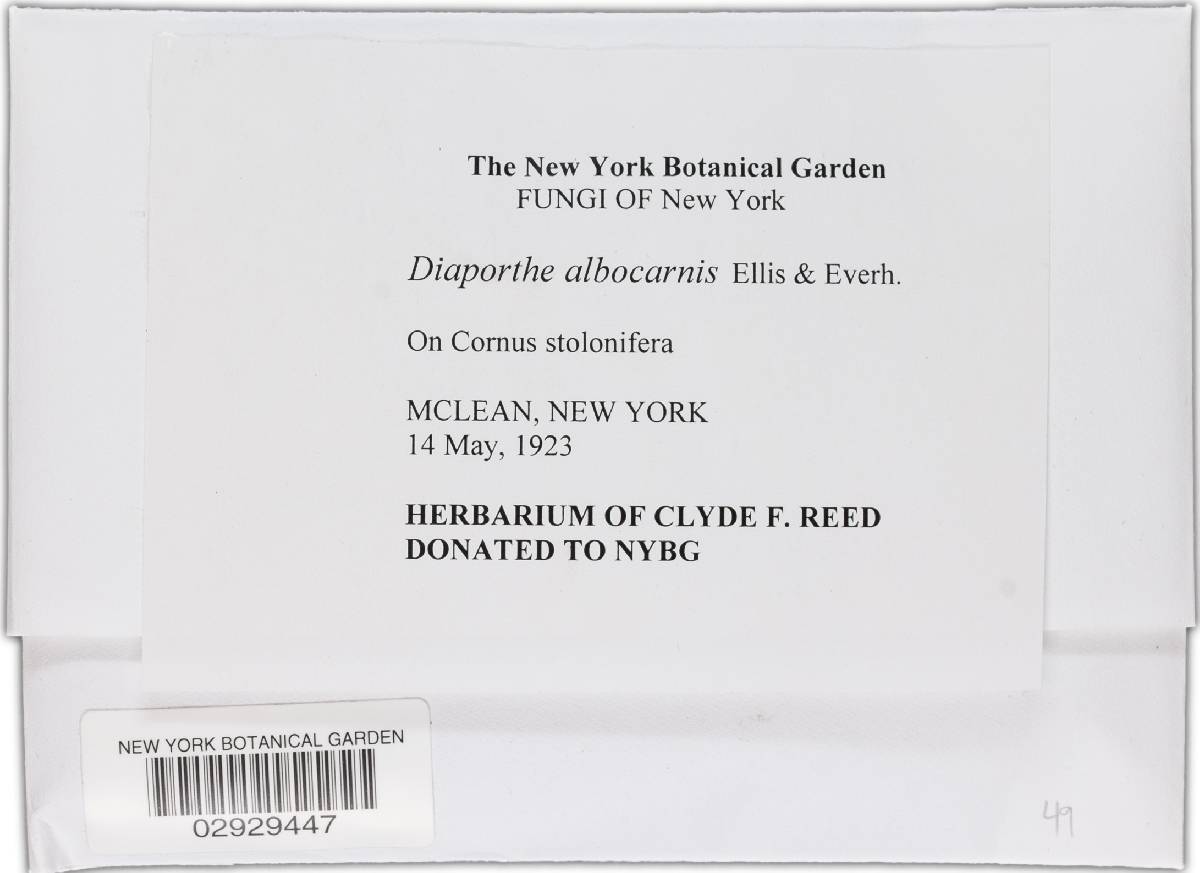 The New York Botanical Garden
FUNGI OF New York
Diaporthe albocarnis Ellis & Everh.
On Cornus stolonifera
MCLEAN, NEW YORK
14 May, 1923
HERBARIUM OF CLYDE F. REED
DONATED TO NYBG
NEW YORK BOTANICAL GARDEN
02929447
49